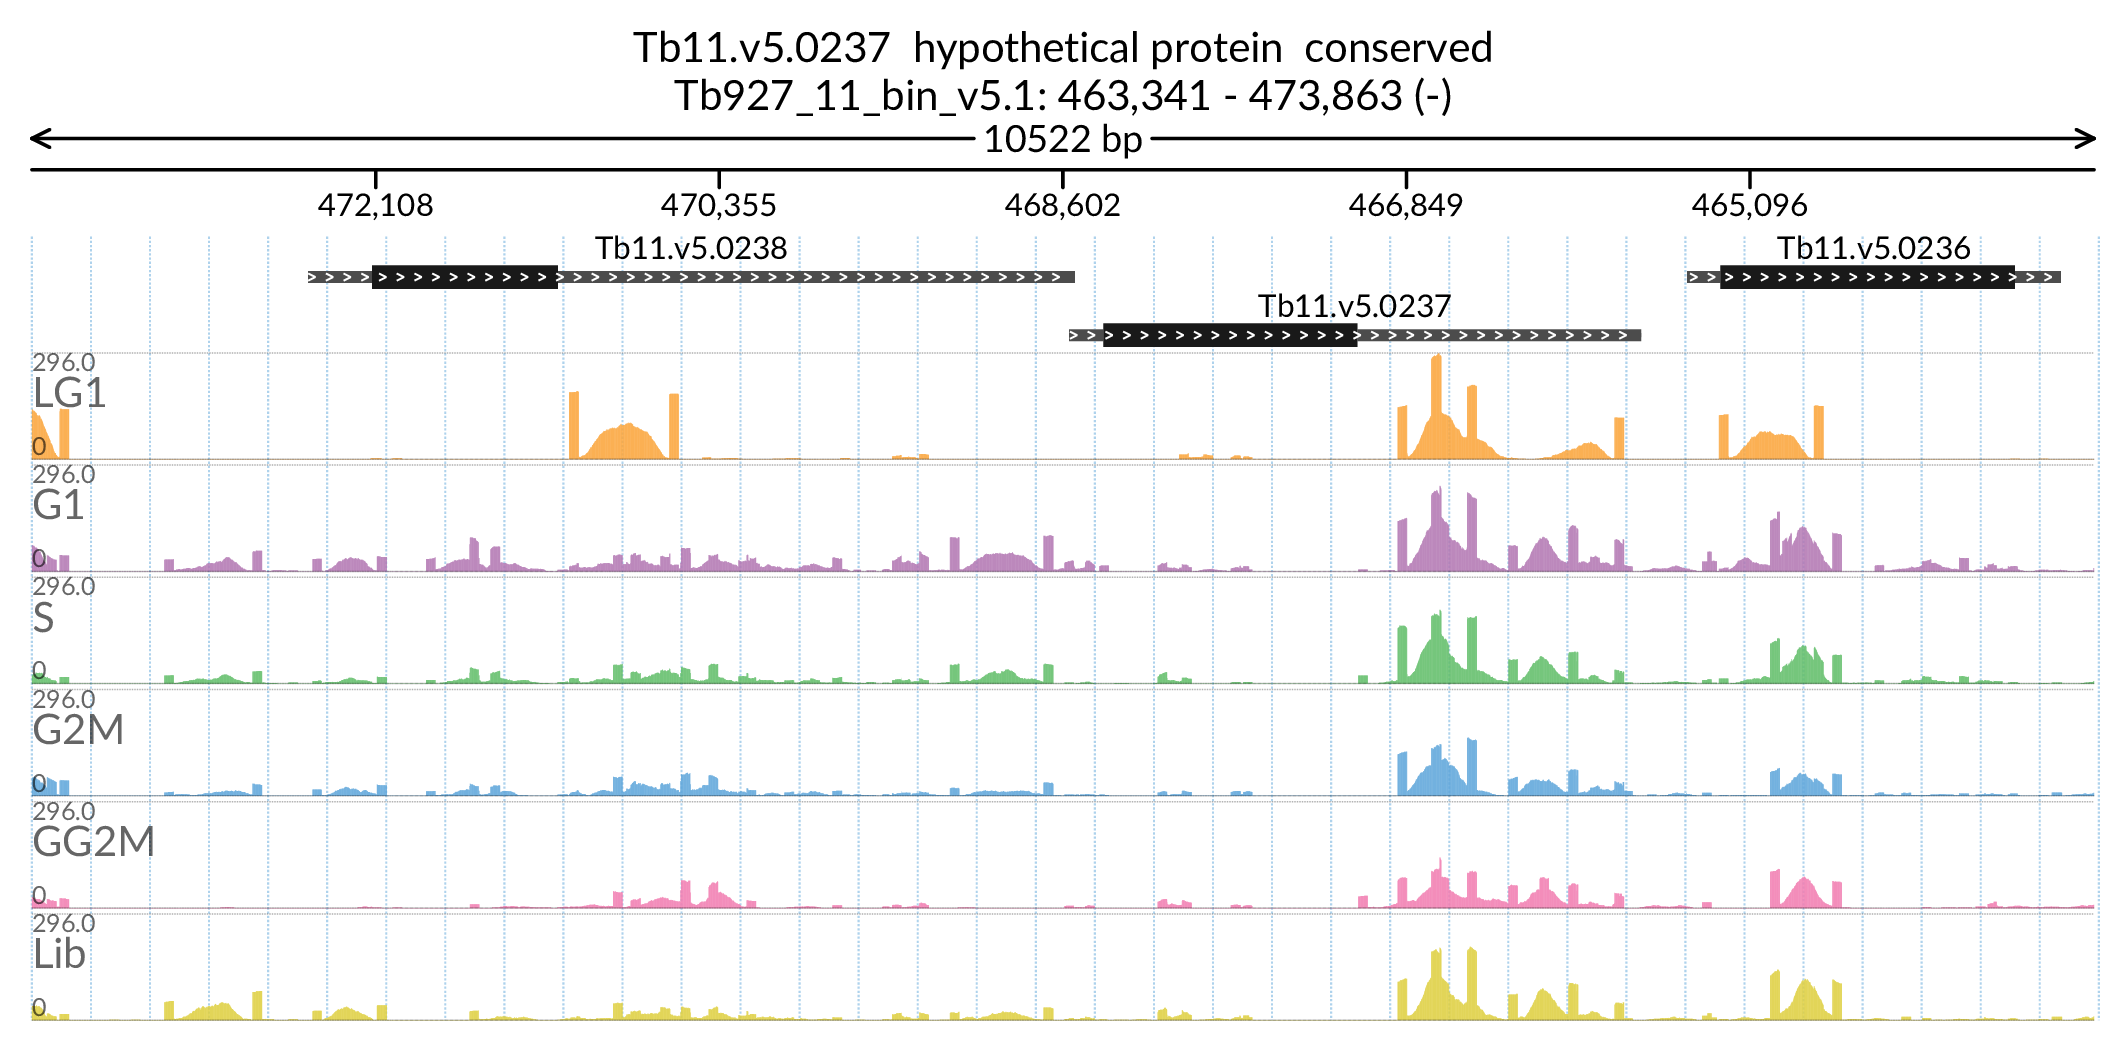 Tb11.v5.0237 hypothetical protein conserved
Tb927_11_bin_v5.1: 463,341 - 473,863 (-)
10522 bp
472,108 470,355 468,602 466,849 465,096
Tb11.v5.0238 Tb11.v5.0236
Tb11.v5.0237
296.0
LG1
0
296.0
G1
0
296.0
S
0
296.0
G2M
0
296.0
GG2M
0
296.0
Lib
0